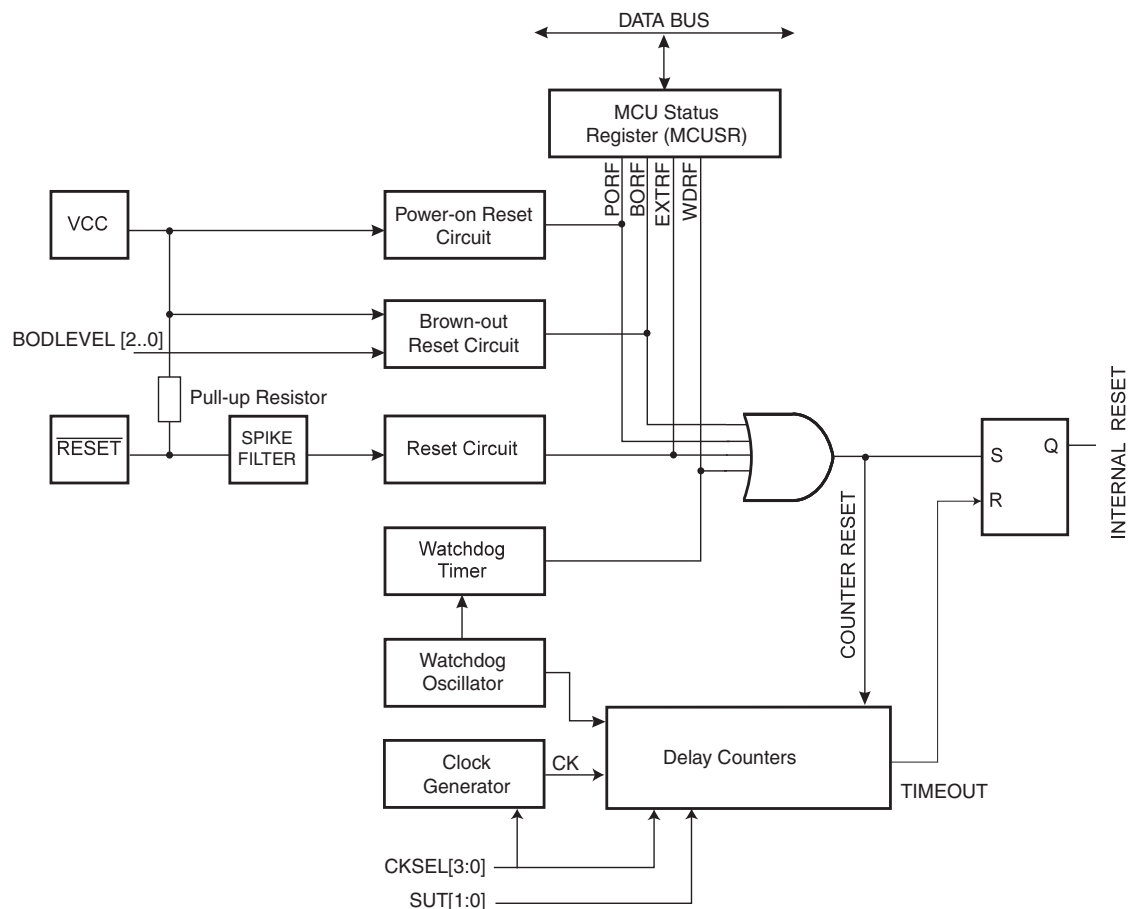 DATA BUS
MCU Status
Register (MCUSR)
PORF
BORF
EXTRF
WDRF
VCC
Power-on Reset
Circuit
BODLEVEL [2..0]
Brown-out
Reset Circuit
Pull-up Resistor
RESET
SPIKE
FILTER
Reset Circuit
S
Q
R
INTERNAL RESET
Watchdog
Timer
COUNTER RESET
Watchdog
Oscillator
Clock
Generator
CK
Delay Counters
TIMEOUT
CKSEL[3:0]
SUT[1:0]